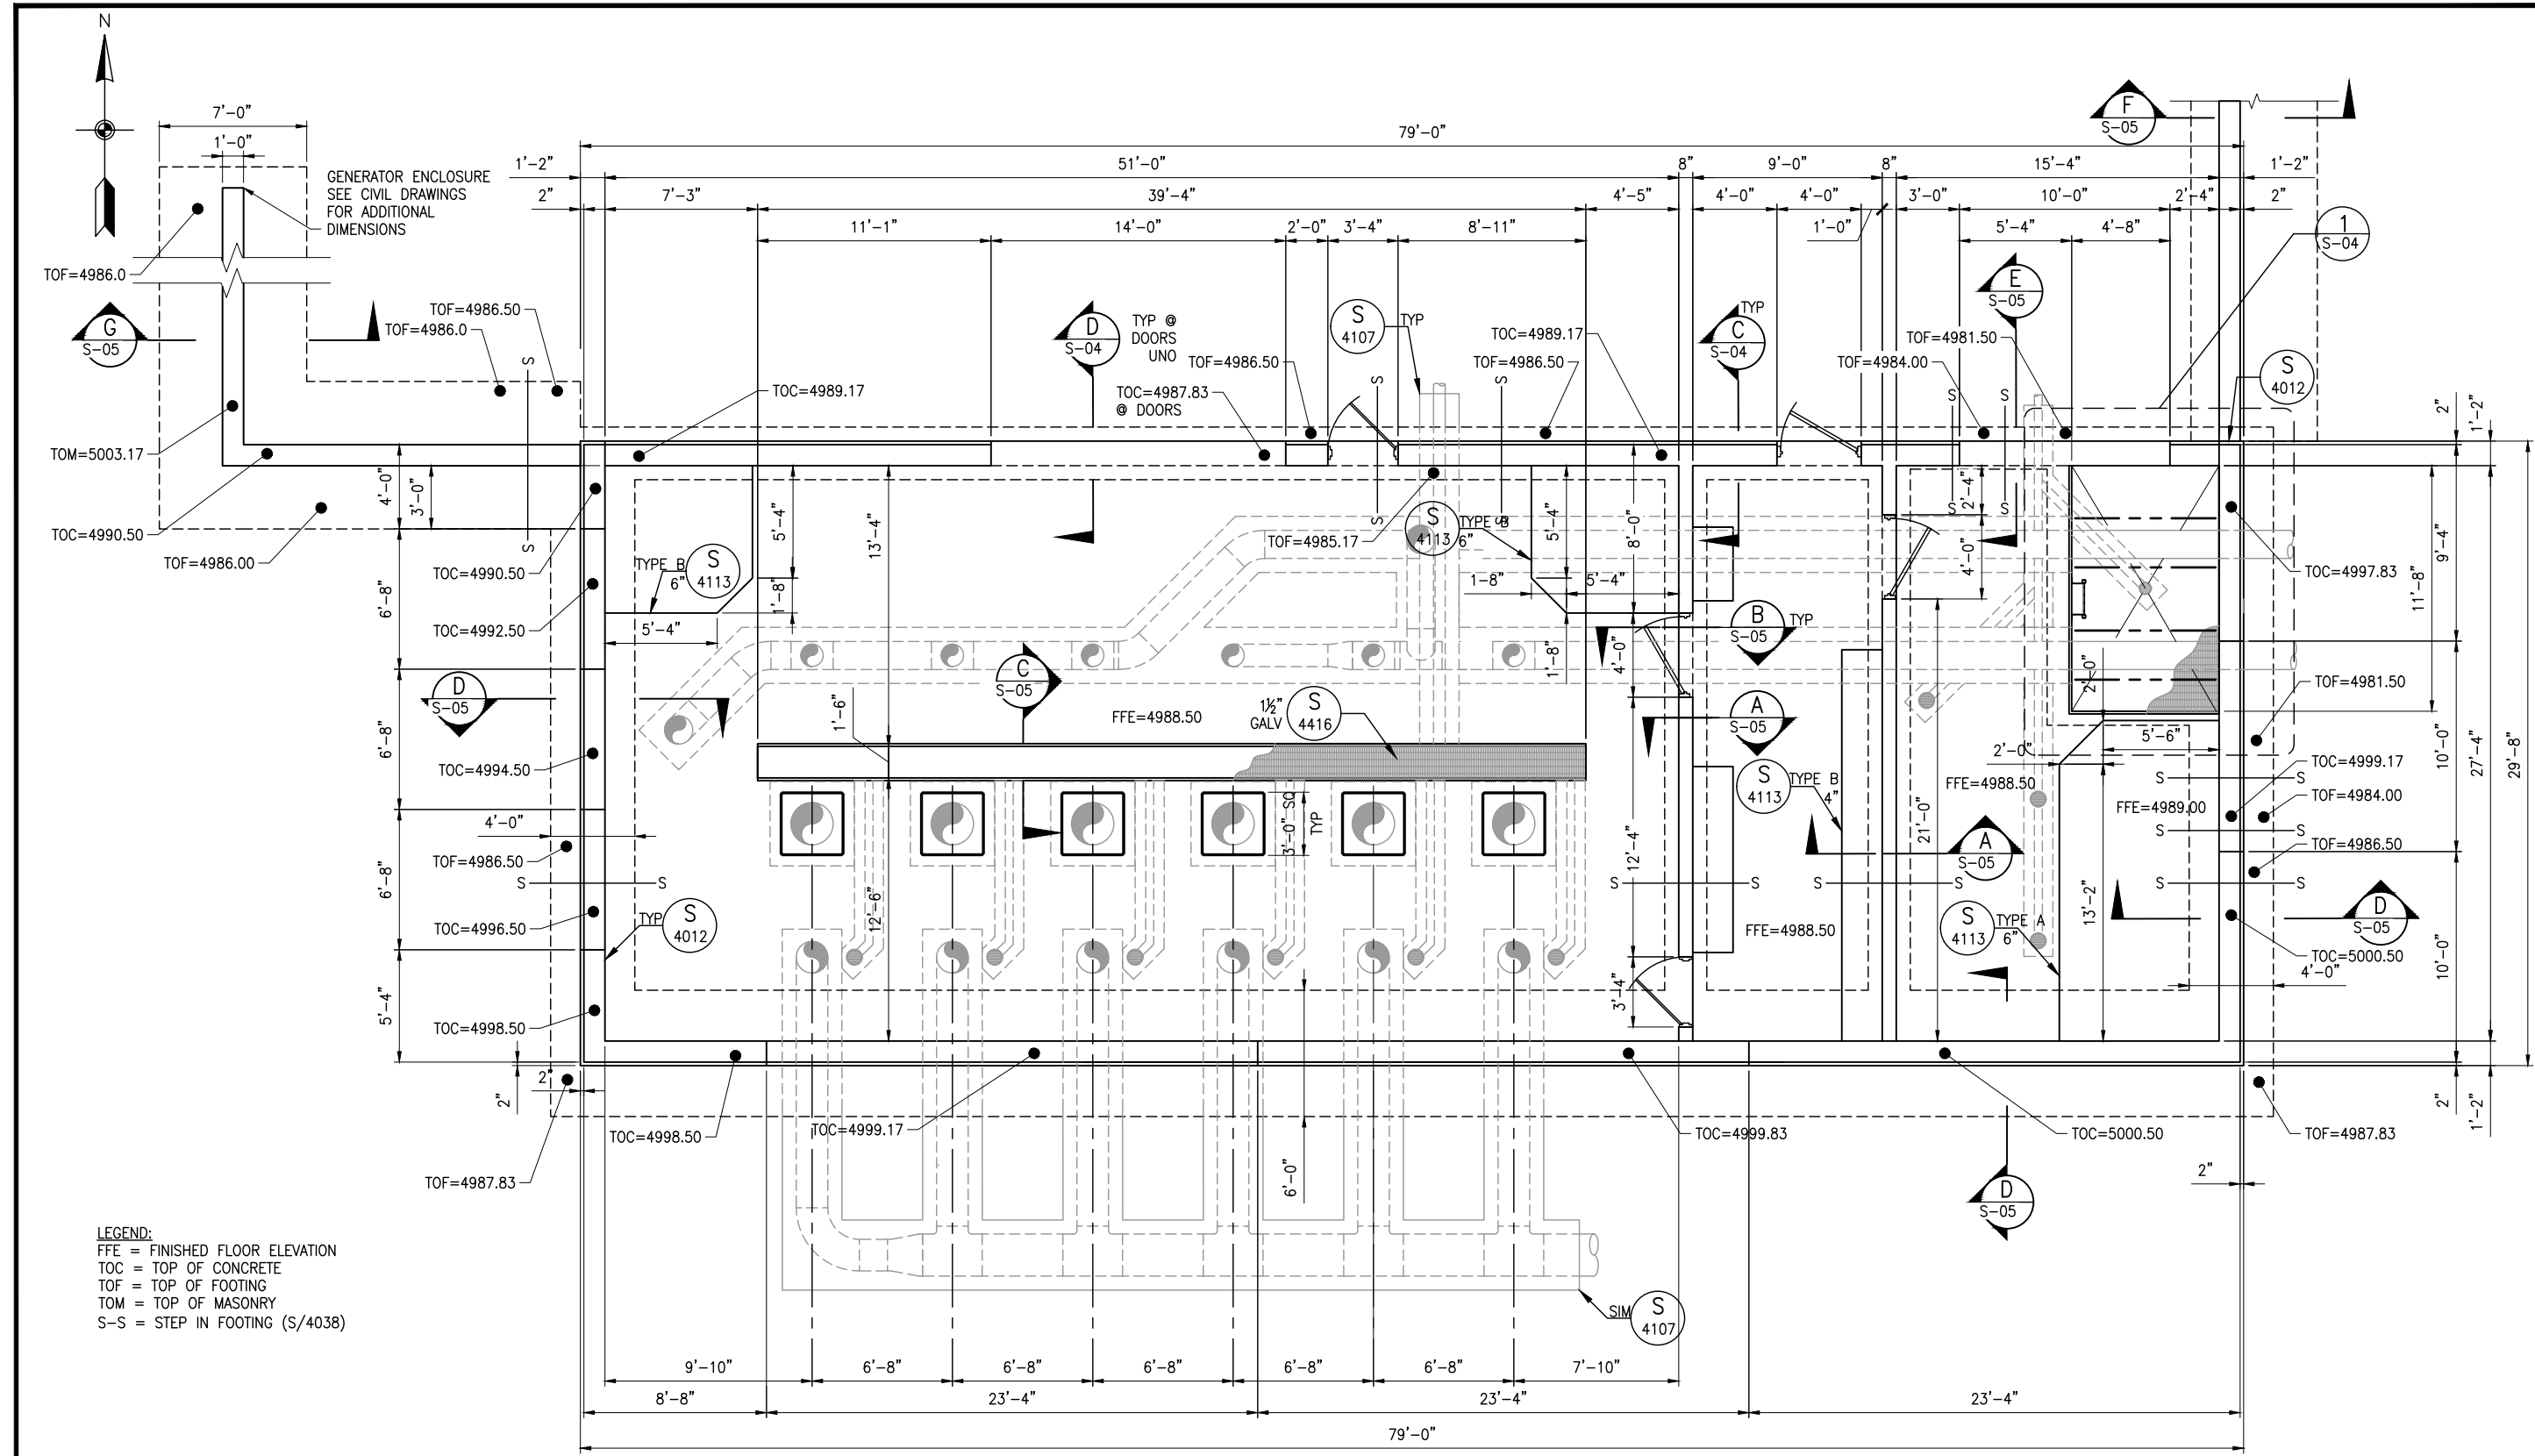 N
7'-0"
1'-0"
GENERATOR ENCLOSURE
SEE CIVIL DRAWINGS
FOR ADDITIONAL
DIMENSIONS
79'-0"
1'-2"
51'-0"
8"
9'-0"
8"
15'-4"
1'-2"
2"
7'-3"
39'-4"
4'-5"
4'-0"
4'-0"
3'-0"
10'-0"
2'-4"
2"
11'-1"
14'-0"
2'-0"
3'-4"
8'-11"
1'-0"
5'-4"
4'-8"
F
S-05
1
S-04
E
S-05
TOF=4986.0
TOF=4986.50
TOF=4986.0
G
S-05
D
S-04
TYP @
DOORS
UNO
S
4107
TYP
TOC=4989.17
TOF=4986.50
TOF=4986.50
TYP
C
S-04
TOF=4981.50
TOF=4984.00
S
4012
TOC=4989.17
TOC=4987.83
@ DOORS
S
S
S
S
S
S
S
S
S
S
TOM=5003.17
TOC=4990.50
TOF=4986.00
4'-0"
3'-0"
6'-8"
6'-8"
6'-8"
5'-4"
TOC=4990.50
TOC=4992.50
TYPE B
6"
S
4113
5'-4"
1'-8"
5'-4"
13'-4"
TOF=4985.17
S
4113
TYPE B
6"
5'-4"
1-8"
5'-4"
1'-8"
8'-0"
4'-0"
2'-4"
4'-0"
2"
1'-2"
9'-4"
11'-8"
TOC=4997.83
B
S-05
TYP
D
S-05
C
S-05
1'-6"
FFE=4988.50
1½"
GALV
S
4416
A
S-05
2'-0"
5'-6"
2'-0"
TOF=4981.50
10'-0"
27'-4"
29'-8"
TOC=4994.50
4'-0"
TOF=4986.50
S
S
3'-0" SQ
TYP
S
4113
TYPE B
4"
21'-0"
A
S-05
FFE=4988.50
FFE=4989.00
S
S
S
S
S
S
TOC=4999.17
TOF=4984.00
TOF=4986.50
12'-4"
S
S
S
S
TOC=4996.50
TYP
S
4012
12'-6"
FFE=4988.50
S
4113
TYPE A
6"
13'-2"
D
S-05
TOC=5000.50
4'-0"
10'-0"
3'-4"
TOC=4998.50
2"
2"
TOC=4998.50
TOC=4999.17
TOC=4999.83
TOC=5000.50
TOF=4987.83
2"
1'-2"
2"
TOF=4987.83
6'-0"
D
S-05
LEGEND:
FFE = FINISHED FLOOR ELEVATION
TOC = TOP OF CONCRETE
TOF = TOP OF FOOTING
TOM = TOP OF MASONRY
S-S = STEP IN FOOTING (S/4038)
SIM
S
4107
9'-10"
6'-8"
6'-8"
6'-8"
6'-8"
6'-8"
7'-10"
8'-8"
23'-4"
23'-4"
23'-4"
79'-0"